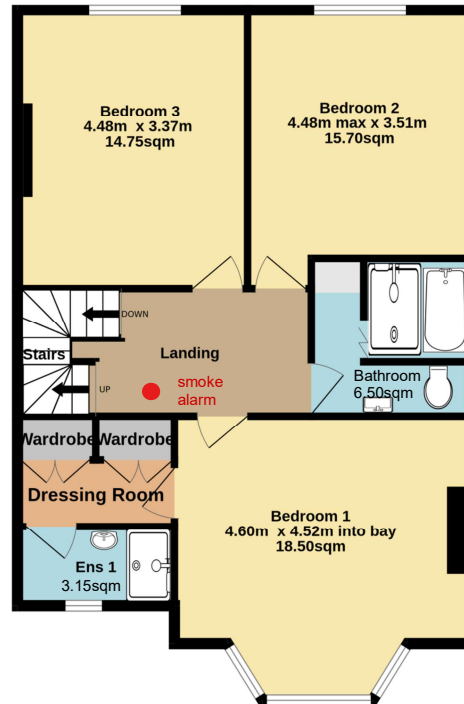 Bedroom 3
4.48m x 3.37m
14.75sqm
Bedroom 2
4.48m max x 3.51m
15.70sqm
DOWN
Stairs
Landing
UP
smoke
alarm
Bathroom
6.50sqm
Wardrobe
Wardrobe
Dressing Room
Bedroom 1
4.60m x 4.52m into bay
18.50sqm
Ens 1
3.15sqm